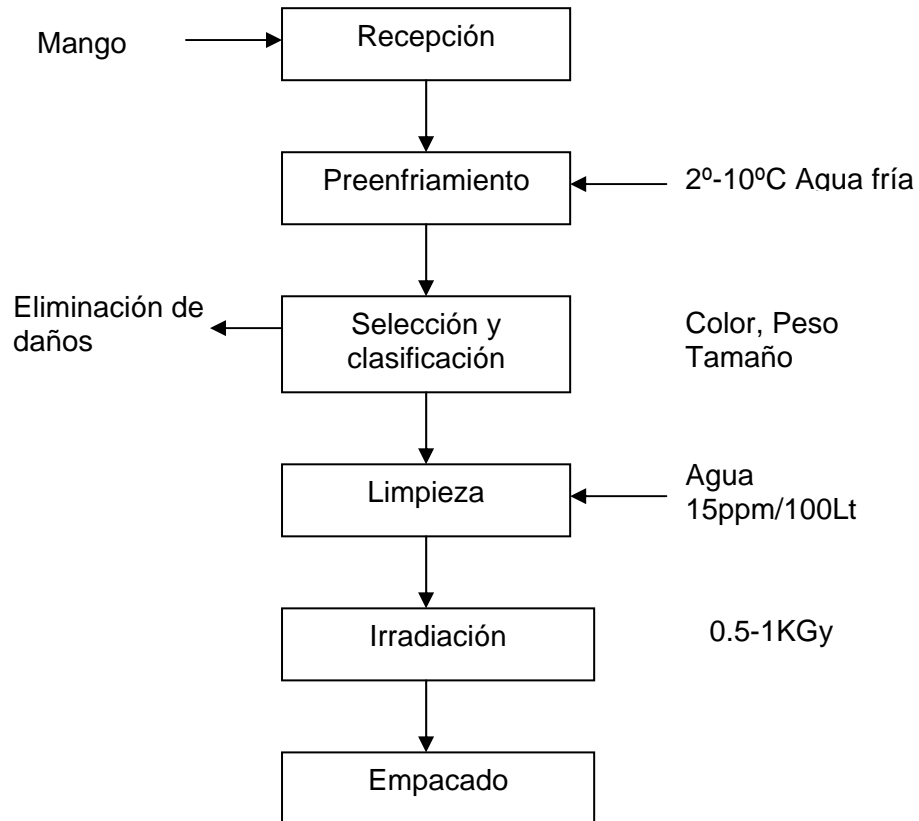 Mango
Recepción
Preenfriamiento
2º-10ºC Agua fría
Eliminación de
daños
Selección y
clasificación
Color, Peso
Tamaño
Limpieza
Agua
15ppm/100Lt
Irradiación
0.5-1KGy
Empacado